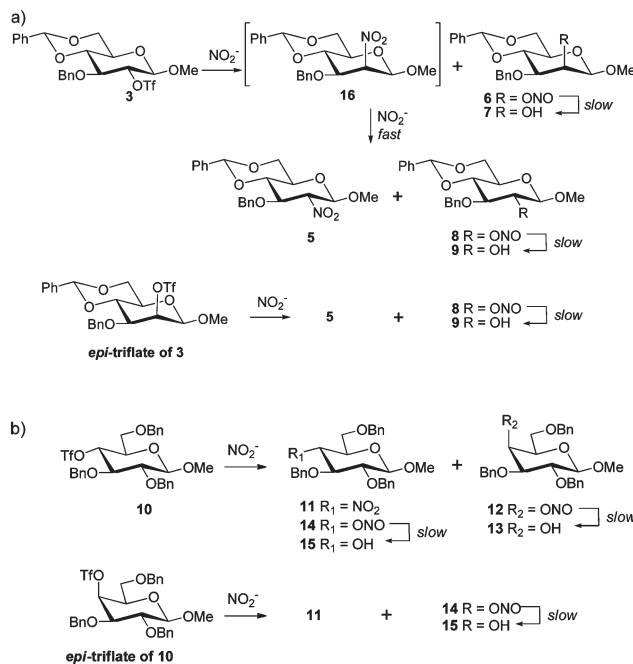 a)
Ph O O O OMe BnO OTf
3
NO₂⁻
Ph O O NO₂ O OMe BnO
16
+
Ph O O R O OMe BnO
6 R = ONO
7 R = OH
slow
NO₂⁻
fast
Ph O O O OMe BnO NO₂
5
+
Ph O O O OMe BnO R
8 R = ONO
9 R = OH
slow
Ph O O OTf O OMe BnO
epi-triflate of 3
NO₂⁻
5
+
8 R = ONO
9 R = OH
slow
b)
OBn TfO O OMe BnO OBn
10
NO₂⁻
OBn R₁ O OMe BnO OBn
11 R₁ = NO₂
14 R₁ = ONO
15 R₁ = OH
slow
+
R₂ OBn O OMe BnO OBn
12 R₂ = ONO
13 R₂ = OH
slow
TfO OBn O OMe BnO OBn
epi-triflate of 10
NO₂⁻
11
+
14 R = ONO
15 R = OH
slow